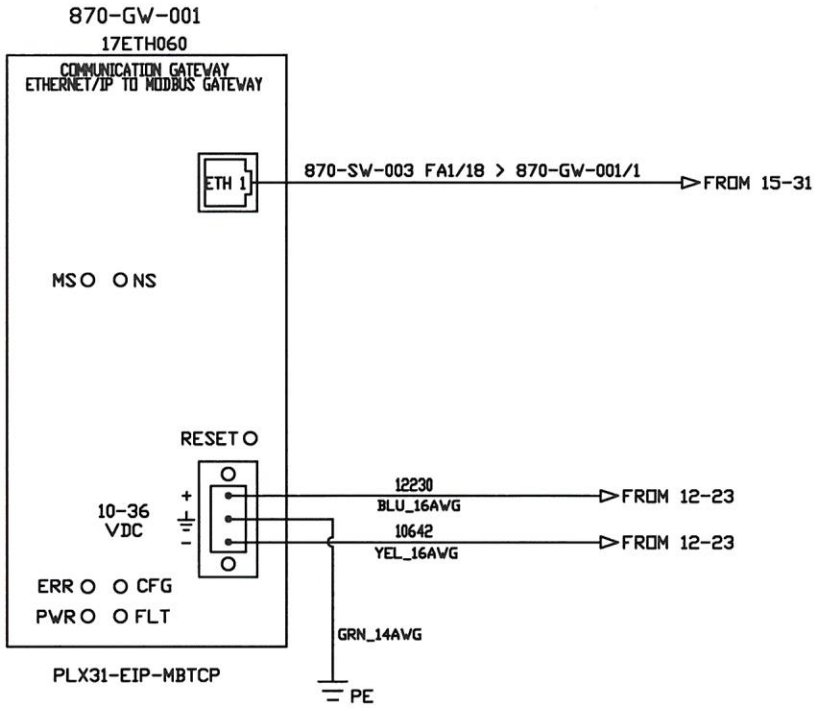 870-GW-001
17ETH060
COMMUNICATION GATEWAY
ETHERNET/IP TO MODBUS GATEWAY
ETH 1
870-SW-003 FA1/18 > 870-GW-001/1
FROM 15-31
MS NS
RESET
+
10-36
VDC
-
12230
BLU_16AWG
FROM 12-23
10642
YEL_16AWG
FROM 12-23
ERR CFG
PWR FLT
GRN_14AWG
PLX31-EIP-MBTCP
PE